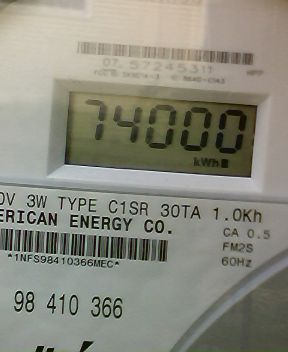 07 57245311
74000
kWh
0V 3W TYPE C1SR 30TA 1.0Kh
ERICAN ENERGY CO.
CA 0.5
FM2S
*1NFS98410366MEC*
60Hz
98 410 366